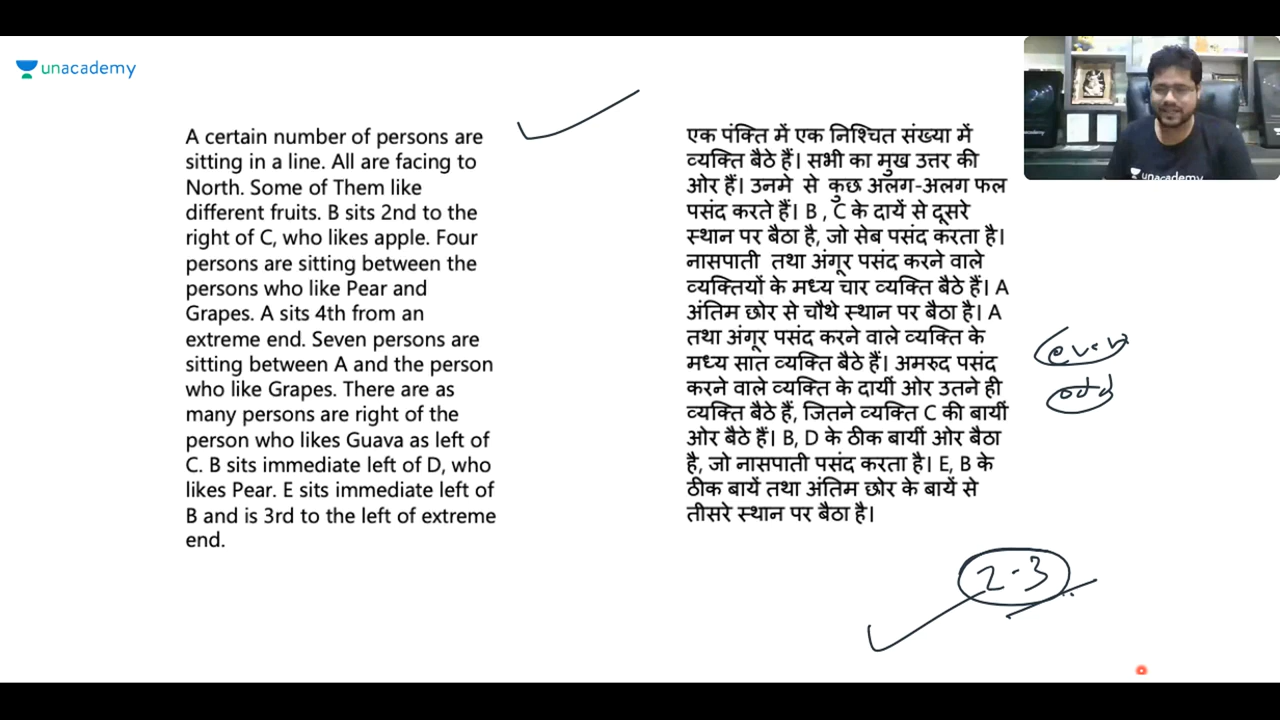 unacademy
A certain number of persons are
sitting in a line. All are facing to
North. Some of Them like
different fruits. B sits 2nd to the
right of C, who likes apple. Four
persons are sitting between the
persons who like Pear and
Grapes. A sits 4th from an
extreme end. Seven persons are
sitting between A and the person
who like Grapes. There are as
many persons are right of the
person who likes Guava as left of
C. B sits immediate left of D, who
likes Pear. E sits immediate left of
B and is 3rd to the left of extreme
end.
एक पंक्ति में एक निश्चित संख्या में
व्यक्ति बैठे हैं। सभी का मुख उत्तर की
ओर हैं। उनमे से कुछ अलग-अलग फल
पसंद करते हैं। B , C के दायें से दूसरे
स्थान पर बैठा है, जो सेब पसंद करता है।
नासपाती तथा अंगूर पसंद करने वाले
व्यक्तियों के मध्य चार व्यक्ति बैठे हैं। A
अंतिम छोर से चौथे स्थान पर बैठा है। A
तथा अंगूर पसंद करने वाले व्यक्ति के
मध्य सात व्यक्ति बैठे हैं। अमरुद पसंद
करने वाले व्यक्ति के दायीं ओर उतने ही
व्यक्ति बैठे हैं, जितने व्यक्ति C की बायीं
ओर बैठे हैं। B, D के ठीक बायीं ओर बैठा
है, जो नासपाती पसंद करता है। E, B के
ठीक बायें तथा अंतिम छोर के बायें से
तीसरे स्थान पर बैठा है।
even
odd
2-3
unacademy